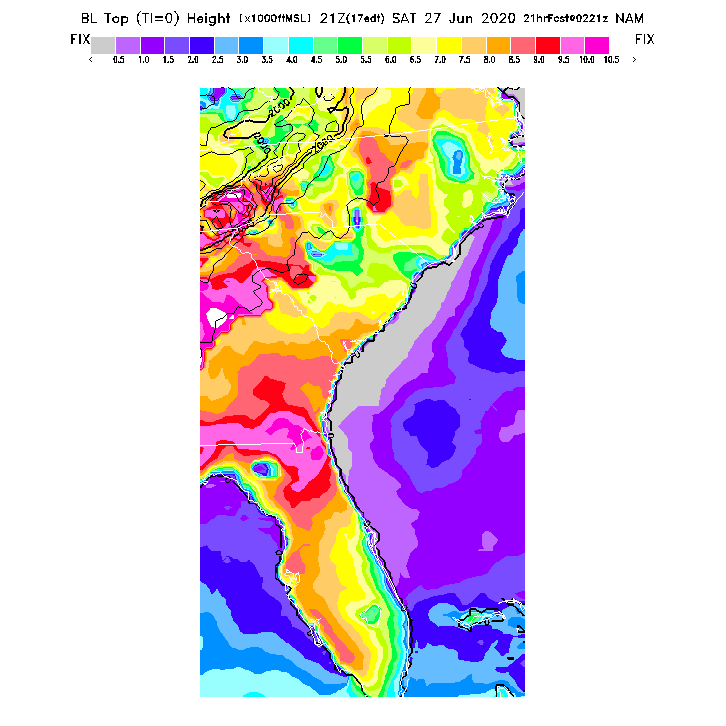 BL Top (TI=0) Height [x1000ftMSL] 21Z(17edt) SAT 27 Jun 2020 21hrFcst@0221z NAM
FIX FIX
< 0.5 1.0 1.5 2.0 2.5 3.0 3.5 4.0 4.5 5.0 5.5 6.0 6.5 7.0 7.5 8.0 8.5 9.0 9.5 10.0 10.5 >
2000
2000
2000